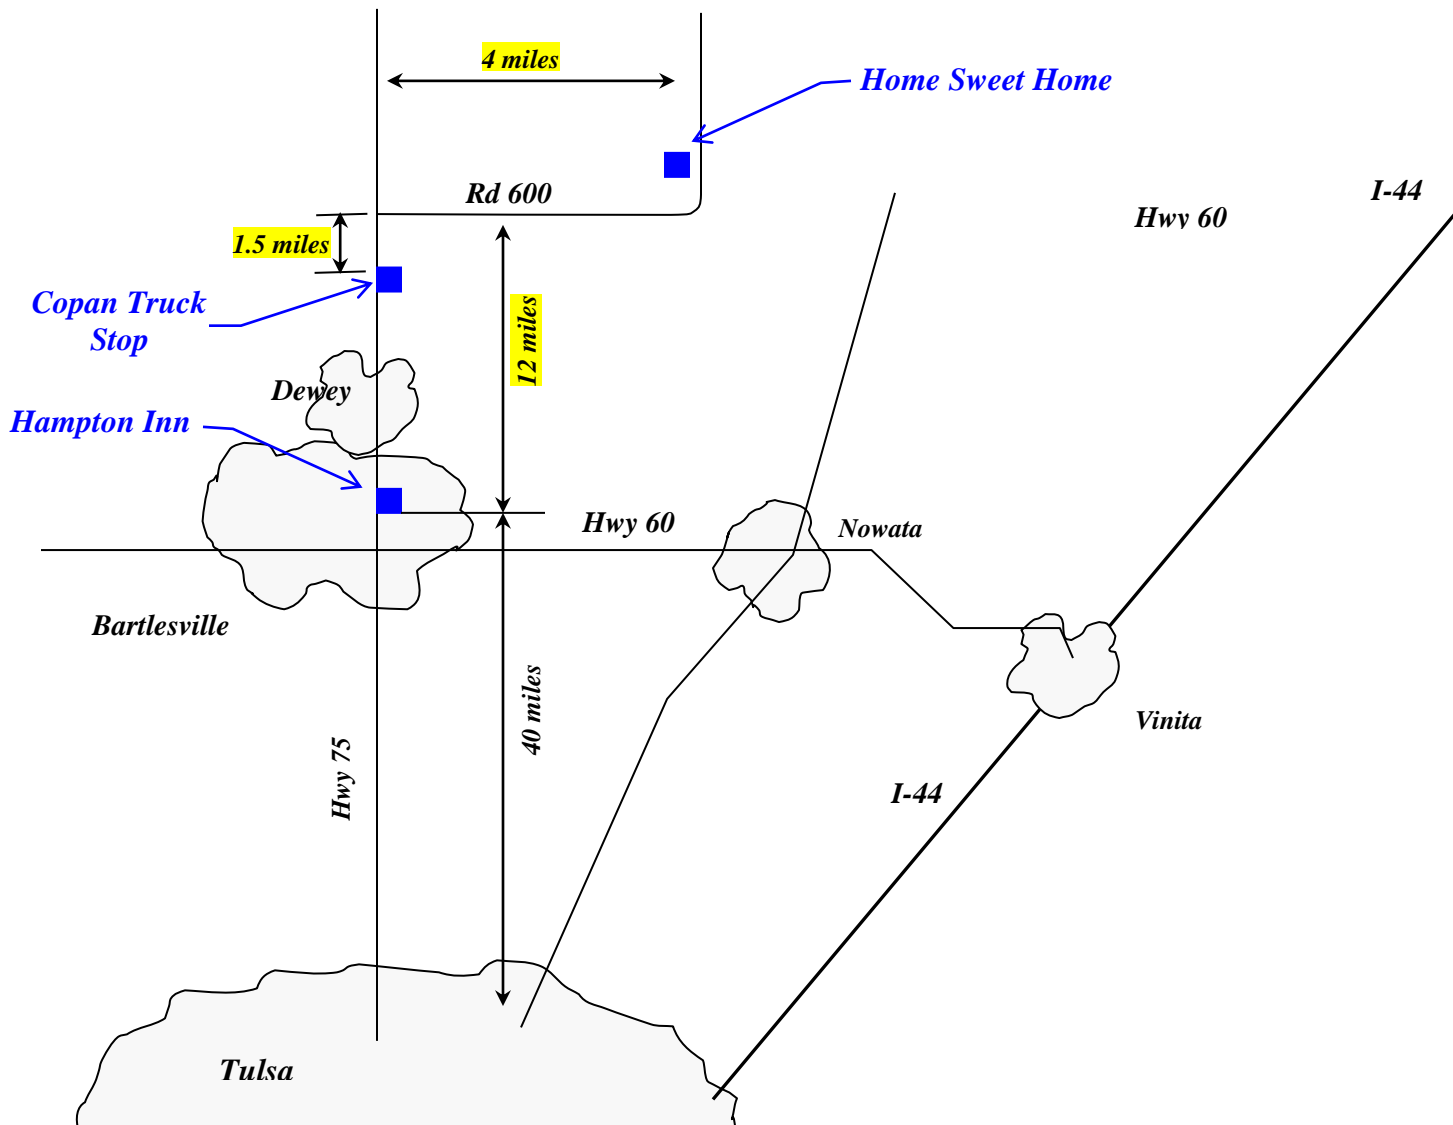 4 miles
Home Sweet Home
Rd 600
I-44
Hwy 60
1.5 miles
Copan Truck
Stop
12 miles
Dewey
Hampton Inn
Hwy 60
Nowata
Bartlesville
40 miles
Vinita
Hwy 75
I-44
Tulsa